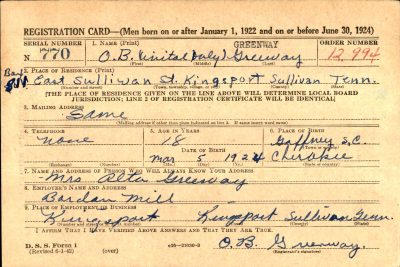 REGISTRATION CARD—(Men born on or after January 1, 1922 and on or before June 30, 1924)
SERIAL NUMBER 1. NAME (Print) GREENWAY ORDER NUMBER
N 770 O.B. (inital only) Greenway 12,994
2. PLACE OF RESIDENCE (Print)
Box East Sullivan St. Kingsport Sullivan Tenn.
(Number and street) (Town, township, village, or city) (County) (State)
[THE PLACE OF RESIDENCE GIVEN ON THE LINE ABOVE WILL DETERMINE LOCAL BOARD
JURISDICTION; LINE 2 OF REGISTRATION CERTIFICATE WILL BE IDENTICAL]
3. MAILING ADDRESS
Same
[Mailing address if other than place indicated on line 2. If same insert word same]
4. TELEPHONE 5. AGE IN YEARS 6. PLACE OF BIRTH
none 18 Gaffney S.C.
DATE OF BIRTH (Town or county)
Mar 5 1924 Cherokee
(Exchange) (Number) (Mo.) (Day) (Yr.) (State or country)
7. NAME AND ADDRESS OF PERSON WHO WILL ALWAYS KNOW YOUR ADDRESS
Mrs Alta Greenway
8. EMPLOYER'S NAME AND ADDRESS
Bordan Mill
9. PLACE OF EMPLOYMENT OR BUSINESS
Kingsport Kingsport Sullivan Tenn.
(Number and street or R. F. D. number) (Town) (County) (State)
I AFFIRM THAT I HAVE VERIFIED ABOVE ANSWERS AND THAT THEY ARE TRUE.
D. S. S. Form 1
(Revised 6-1-42) (over) O.B. Greenway.
(Registrant's signature)